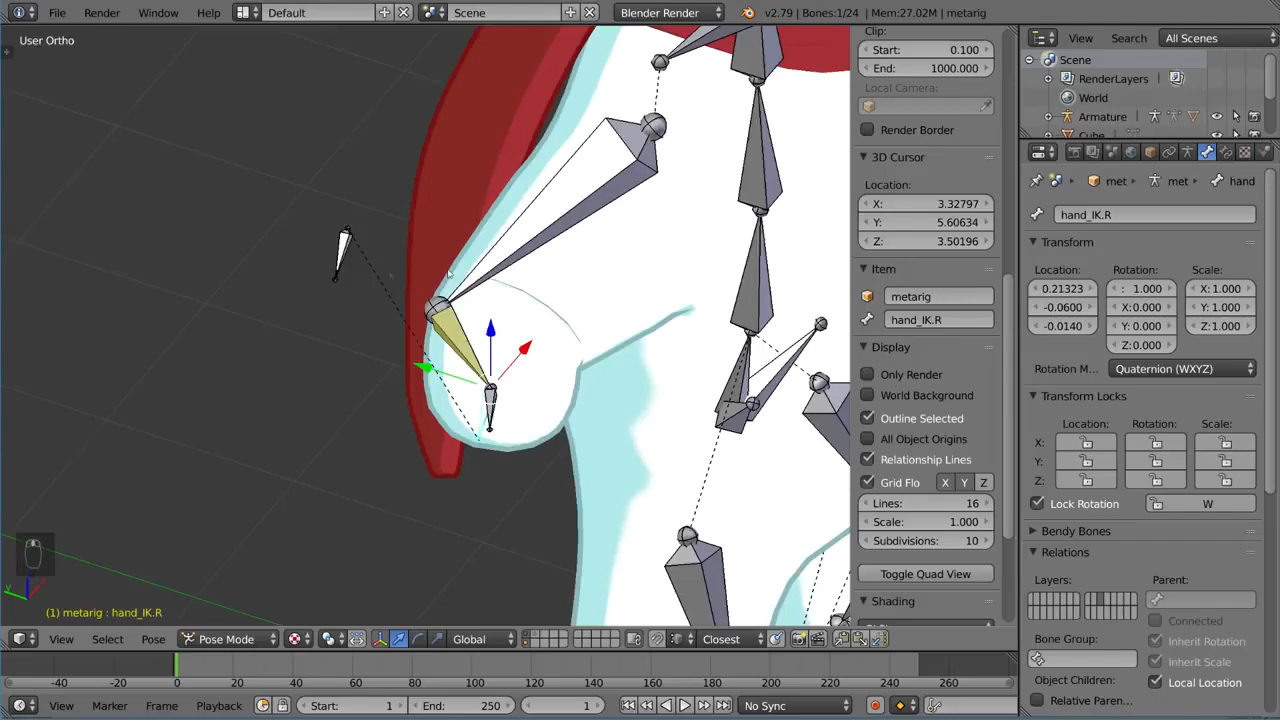 File Render Window Help Default Scene Blender Render v2.79 | Bones:1/24 | Mem:27.02M | metarig
User Ortho
View Search All Scenes
Scene
RenderLayers
World
Armature
Clip:
Start: 0.100
End: 1000.000
Local Camera:
Render Border
3D Cursor
Location:
X: 3.32797
Y: 5.60634
Z: 3.50196
Item
metarig
hand_IK.R
Display
Only Render
World Background
Outline Selected
All Object Origins
Relationship Lines
Grid Flo X Y Z
Lines: 16
Scale: 1.000
Subdivisions: 10
Toggle Quad View
Shading
met met hand
hand_IK.R
Transform
Location: Rotation: Scale:
0.21323 : 1.000 X: 1.000
-0.0600 X:0.000 Y: 1.000
-0.0140 Y:0.000 Z:1.000
Z:0.000
Rotation M... Quaternion (WXYZ)
Transform Locks
Location: Rotation: Scale:
X:
Y:
Z:
Lock Rotation W
Bendy Bones
Relations
Layers: Parent:
Connected
Bone Group: Inherit Rotation
Inherit Scale
Object Children: Local Location
Relative Paren...
(1) metarig : hand_IK.R
View Select Pose Pose Mode Global Closest
-40 -20 0 20 40 60 80 100 120 140 160 180 200 220 240 260
View Marker Frame Playback Start: 1 End: 250 1 No Sync